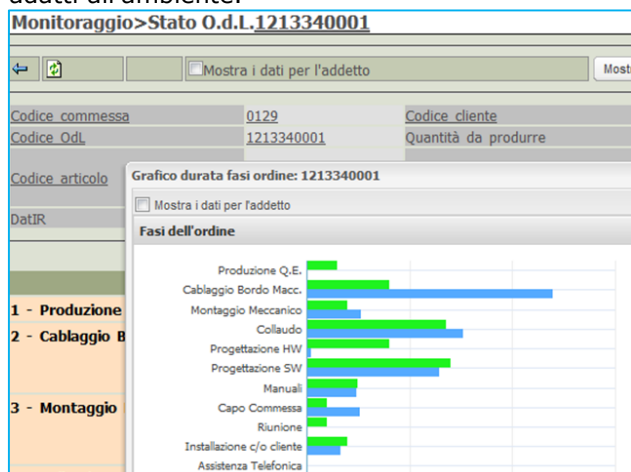 adatti all'ambiente.
Monitoraggio>Stato O.d.L.1213340001
Mostra i dati per l'addetto
Most
Codice commessa 0129 Codice cliente
Codice OdL 1213340001 Quantità da produrre
Codice articolo
Grafico durata fasi ordine: 1213340001
Mostra i dati per l'addetto
DatIR
Fasi dell'ordine
Produzione Q.E.
Cablaggio Bordo Macc.
1 - Produzione
Montaggio Meccanico
2 - Cablaggio B
Collaudo
Progettazione HW
Progettazione SW
Manuali
3 - Montaggio
Capo Commessa
Riunione
Installazione c/o cliente
Assistenza Telefonica